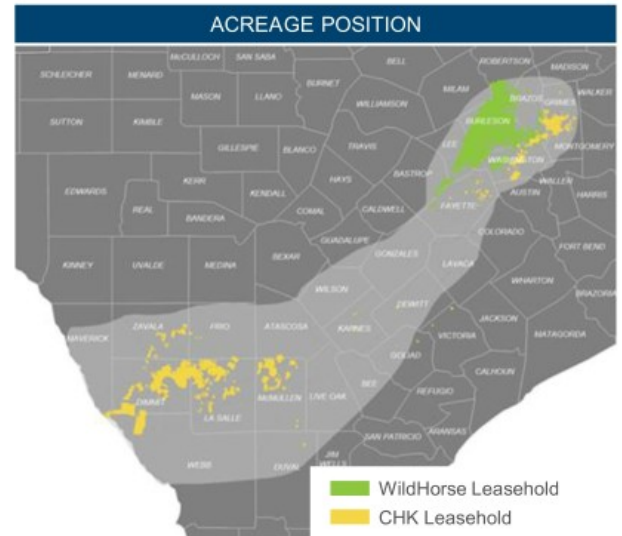 ACREAGE POSITION
McCULLOCH SAN SABA BELL ROBERTSON MADISON
SCHLEICHER MENARD BURNET MILAM BRAZOS WALKER
MASON LLANO WILLIAMSON GRIMES
SUTTON KIMBLE BURLESON
GILLESPIE BLANCO TRAVIS LEE WASHINGTON MONTGOMERY
EDWARDS KERR HAYS BASTROP WALLER
REAL KENDALL CALDWELL FAYETTE AUSTIN HARRIS
BANDERA COMAL
GUADALUPE COLORADO
KINNEY UVALDE MEDINA BEXAR GONZALES LAVACA FORT BEND
WILSON WHARTON BRAZORIA
MAVERICK ZAVALA FRIO ATASCOSA KARNES DEWITT JACKSON
VICTORIA MATAGORDA
GOLIAD CALHOUN
DIMMIT LA SALLE McMULLEN LIVE OAK BEE REFUGIO
SAN PATRICIO ARANSAS
WEBB DUVAL JIM
WELLS
WildHorse Leasehold
CHK Leasehold